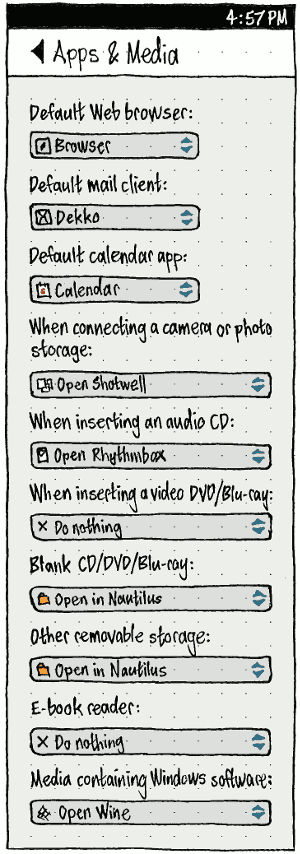 4:57 PM
Apps & Media
Default Web browser:
Browser
Default mail client:
Dekko
Default calendar app:
Calendar
When connecting a camera or photo
storage:
Open Shotwell
When inserting an audio CD:
Open Rhythmbox
When inserting a video DVD/Blu-ray:
Do nothing
Blank CD/DVD/Blu-ray:
Open in Nautilus
Other removable storage:
Open in Nautilus
E-book reader:
Do nothing
Media containing Windows software:
Open Wine